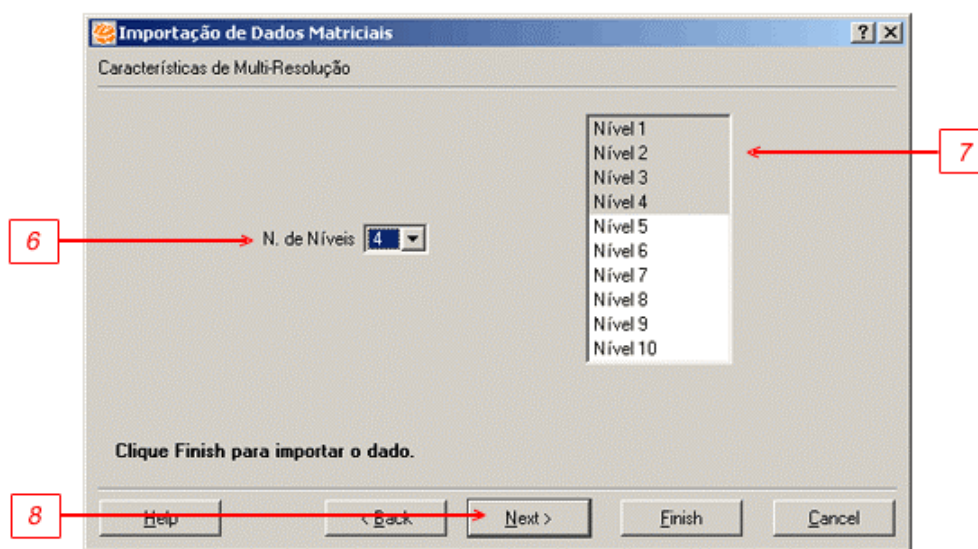 Importação de Dados Matriciais
Características de Multi-Resolução
Nível 1
Nível 2
Nível 3
Nível 4
Nível 5
Nível 6
Nível 7
Nível 8
Nível 9
Nível 10
7
6
N. de Níveis 4
Clique Finish para importar o dado.
8
Help < Back Next > Finish Cancel